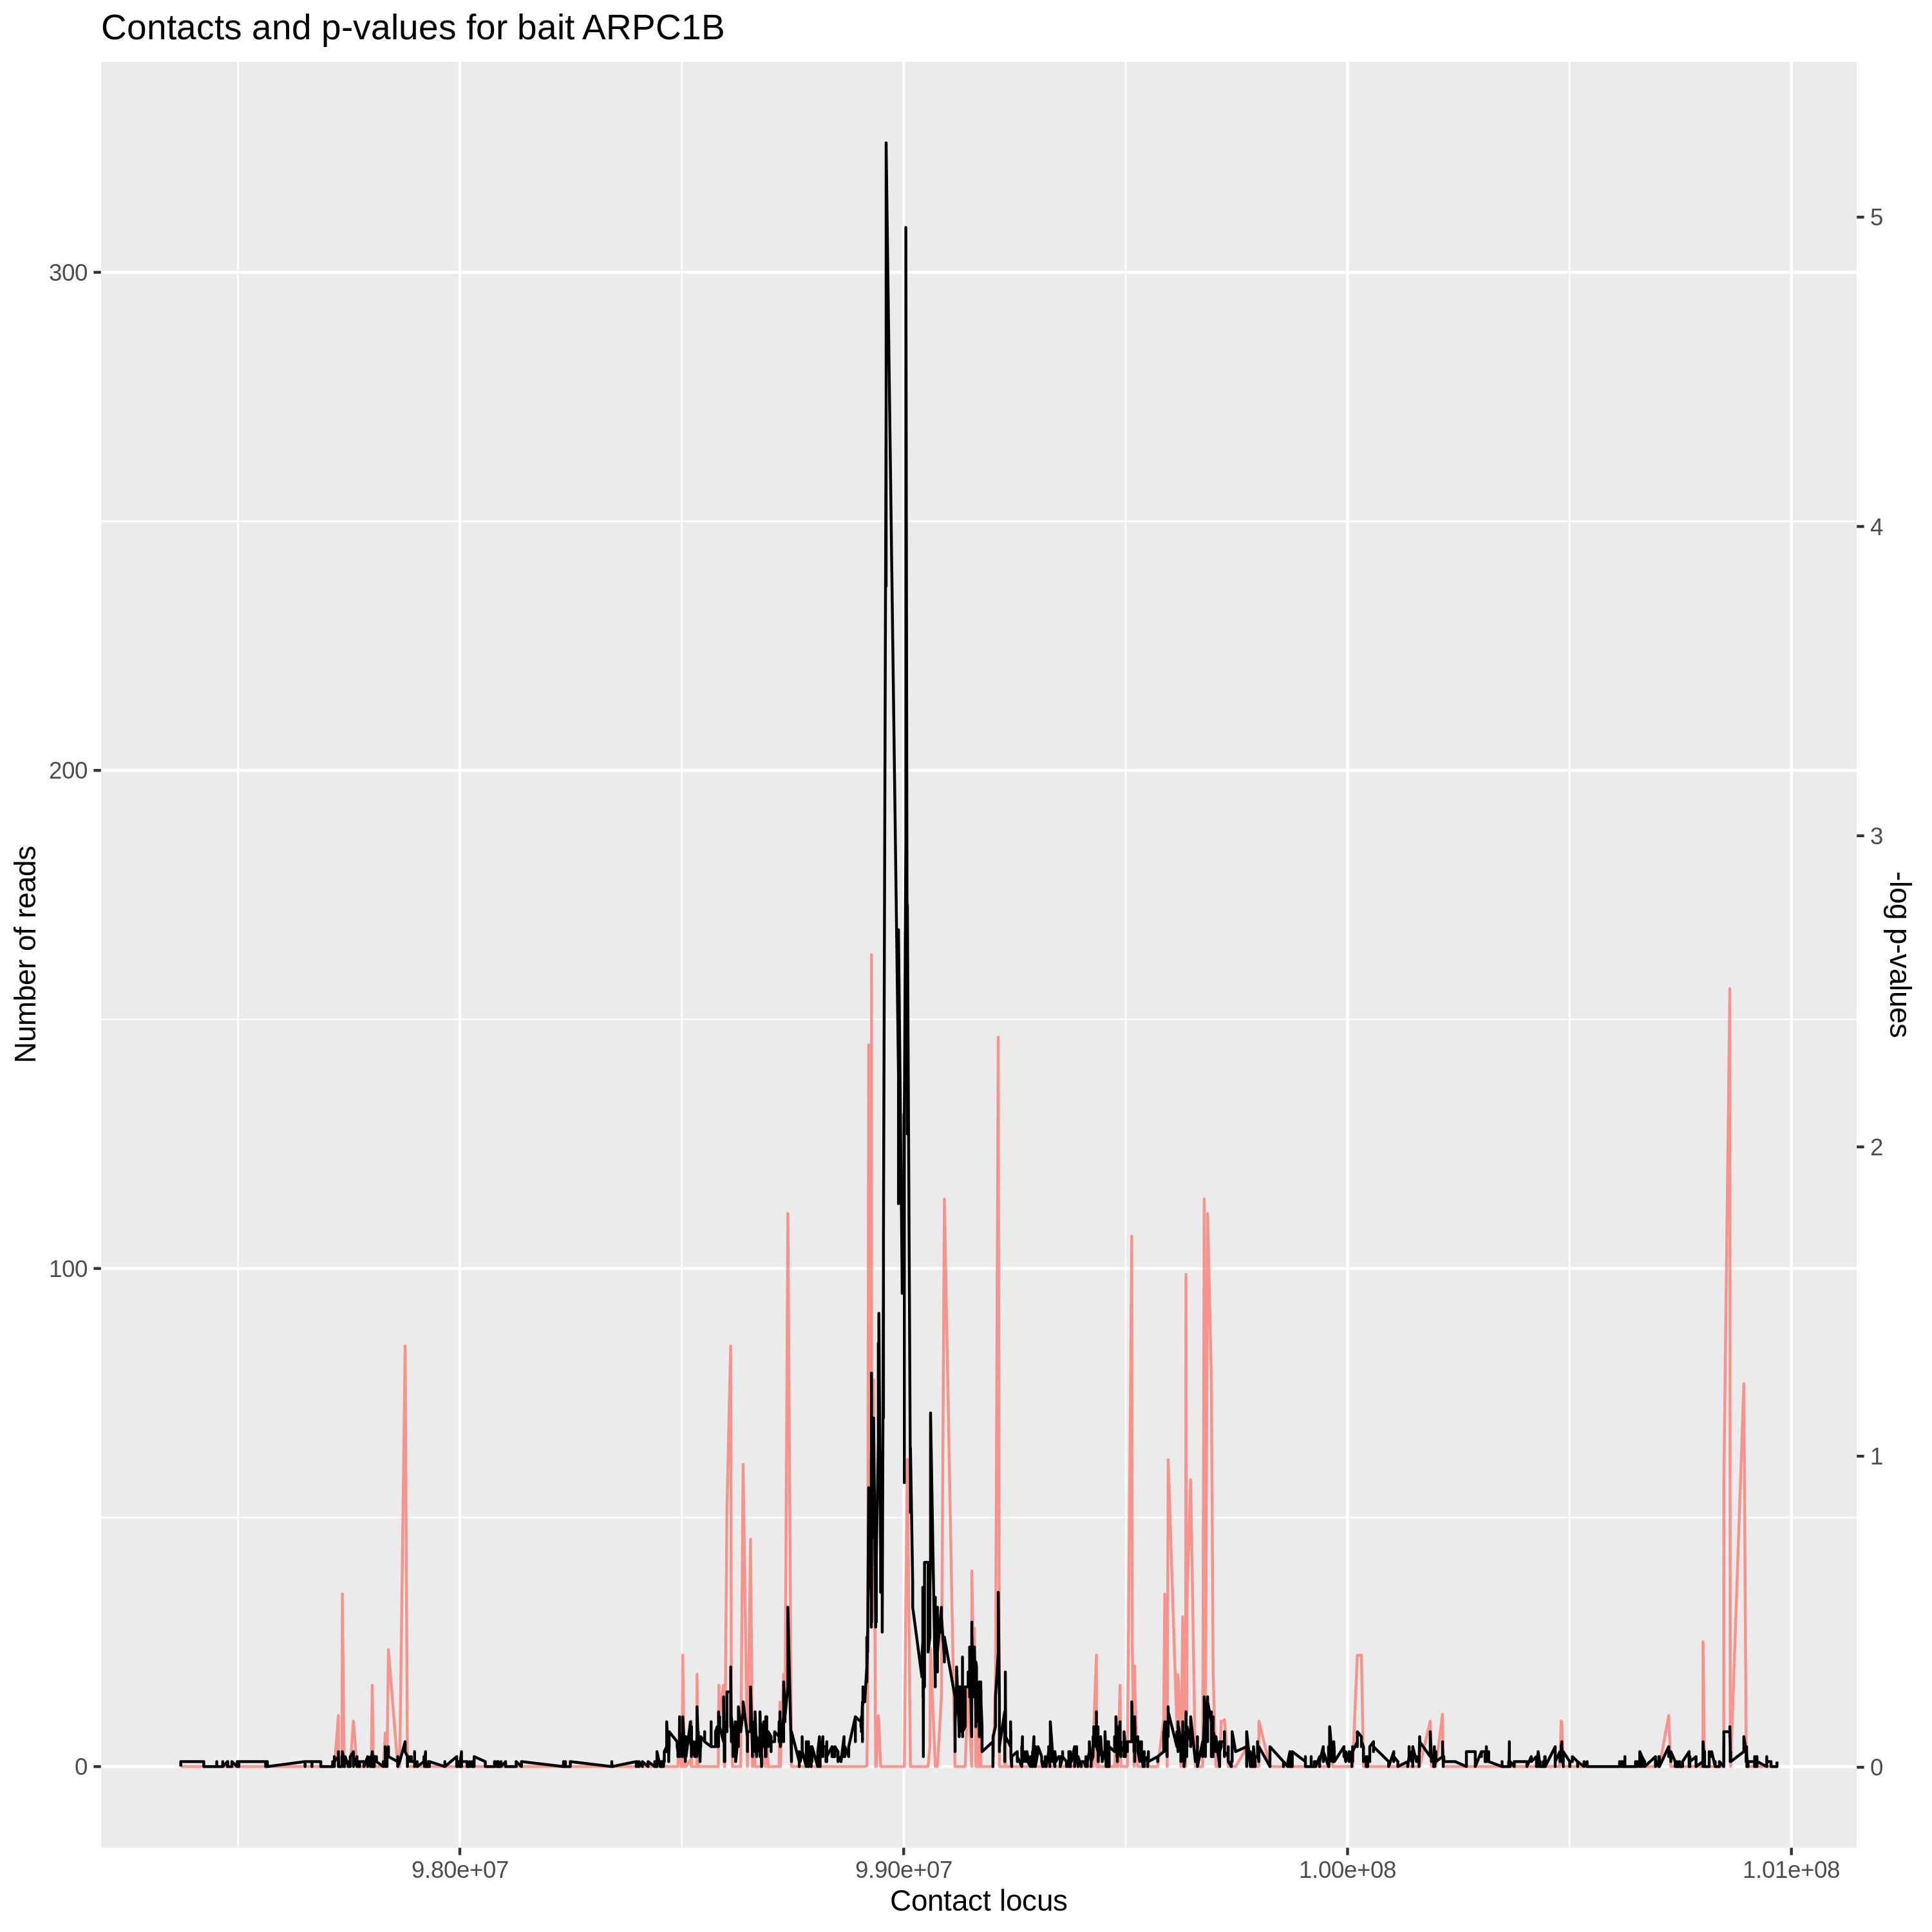 Contacts and p-values for bait ARPC1B
300
200
100
0
Number of reads
5
4
3
2
1
0
-log p-values
9.80e+07
9.90e+07
1.00e+08
1.01e+08
Contact locus